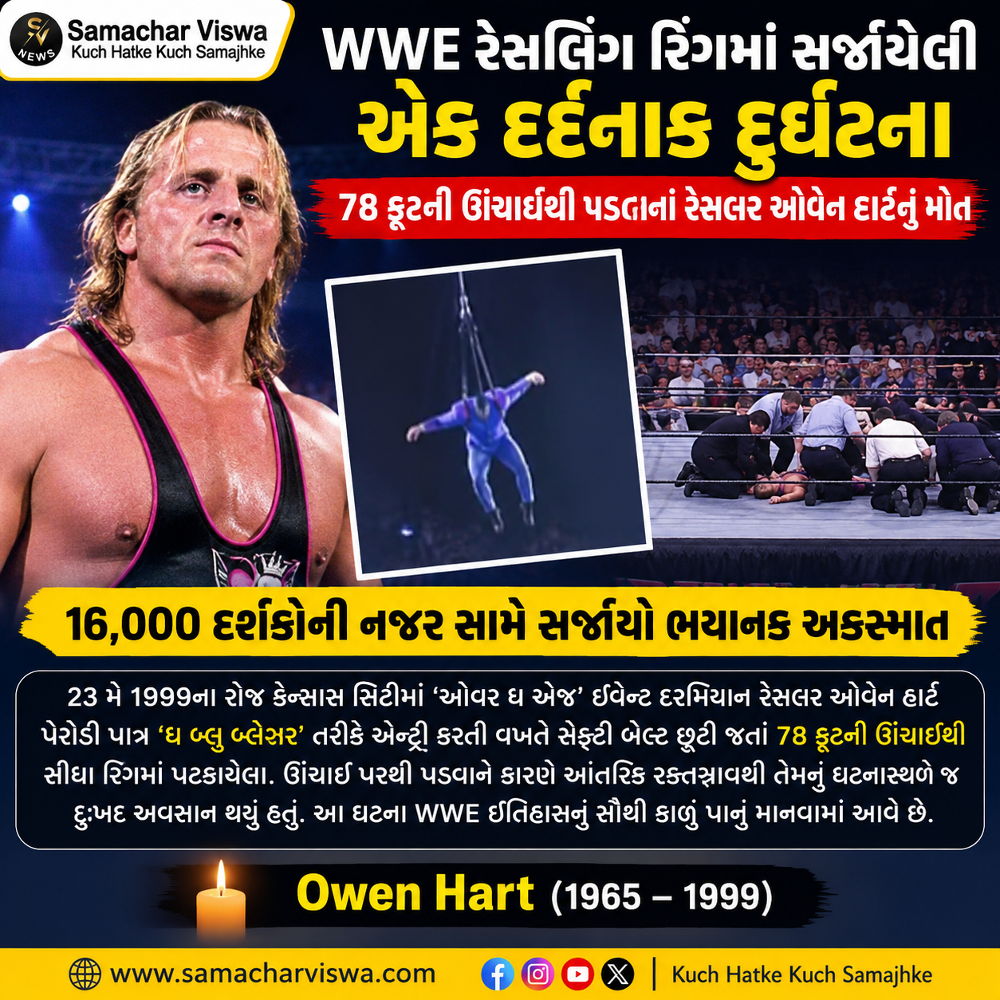 Samachar Viswa
Kuch Hatke Kuch Samajhke
SV
NEWS
WWE રેસલિંગ રિંગમાં સર્જાયેલી
એક દર્દનાક દુર્ઘટના
78 ફૂટની ઊંચાઈથી પડતાનાં રેસલર ઓવેન હાર્ટનું મોત
16,000 દર્શકોની નજર સામે સર્જાયો ભયાનક અકસ્માત
23 મે 1999ના રોજ કેન્સાસ સિટીમાં ‘ઓવર ધ એજ’ ઈવેન્ટ દરમિયાન રેસલર ઓવેન હાર્ટ
પેરોડી પાત્ર ‘ધ બ્લુ બ્લેસર’ તરીકે એન્ટ્રી કરતી વખતે સેફ્ટી બેલ્ટ છૂટી જતાં 78 ફૂટની ઊંચાઈથી
સીધા રિંગમાં પટકાયેલા. ઊંચાઈ પરથી પડવાને કારણે આંતરિક રક્તસ્રાવથી તેમનું ઘટનાસ્થળે જ
દુઃખદ અવસાન થયું હતું. આ ઘટના WWE ઈતિહાસનું સૌથી કાળું પાનું માનવામાં આવે છે.
Owen Hart (1965 – 1999)
www.samacharviswa.com
Kuch Hatke Kuch Samajhke